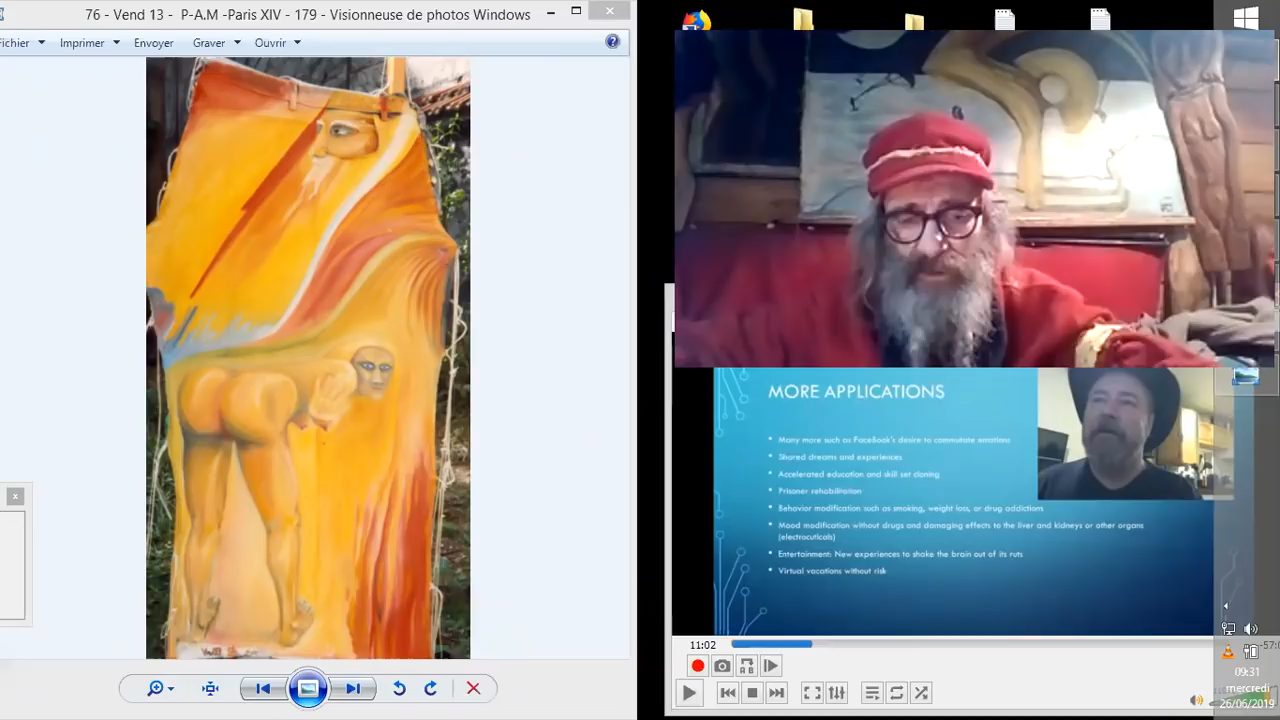 76 - Vend 13 - P-AM -Paris-XIV - 1979 - Visionneuse de photos Windows
Fichier Imprimer Envoyer Graver Ouvrir
MORE APPLICATIONS
• Many more such as FaceBook's desire to commutate emotions
• Shared dreams and experiences
• Accelerated education and skill set cloning
• Prisoner rehabilitation
• Behavior modification such as smoking, weight loss, or drug addictions
• Mood modification without drugs and damaging effects to the liver and kidneys or other organs
(electroceuticals)
• Entertainment: New experiences to shake the brain out of its ruts
• Virtual vacations without risk
11:02
09:31
mercredi
26/06/2019